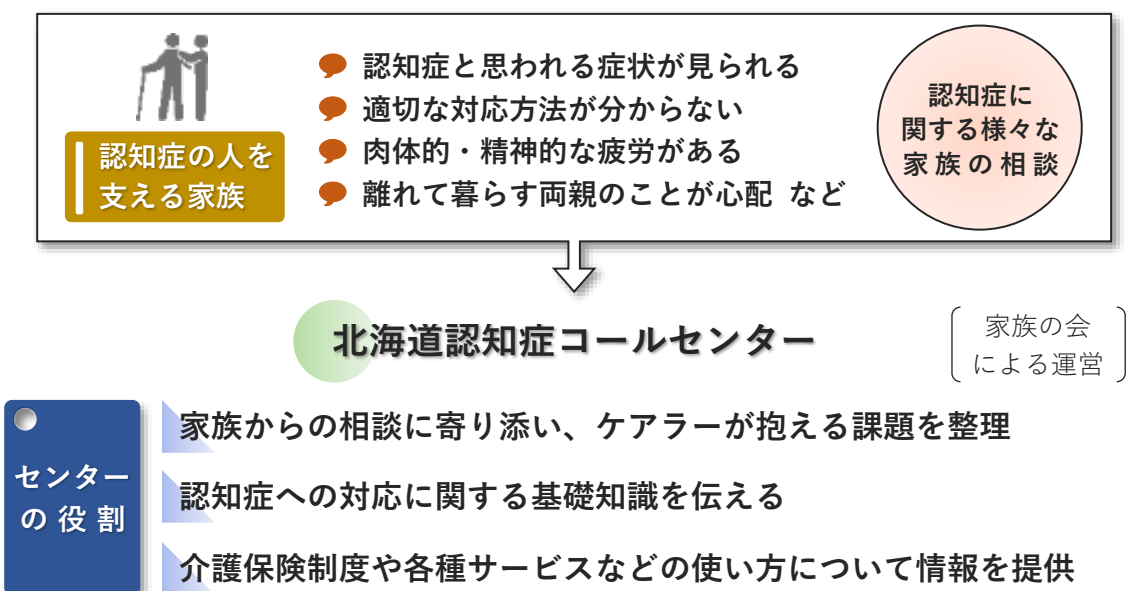 認知症の人を
支える家族
認知症と思われる症状が見られる
適切な対応方法が分からない
肉体的・精神的な疲労がある
離れて暮らす両親のことが心配 など
認知症に
関する様々な
家族の相談
北海道認知症コールセンター
家族の会
による運営
センター
の役割
家族からの相談に寄り添い、ケアラーが抱える課題を整理
認知症への対応に関する基礎知識を伝える
介護保険制度や各種サービスなどの使い方について情報を提供